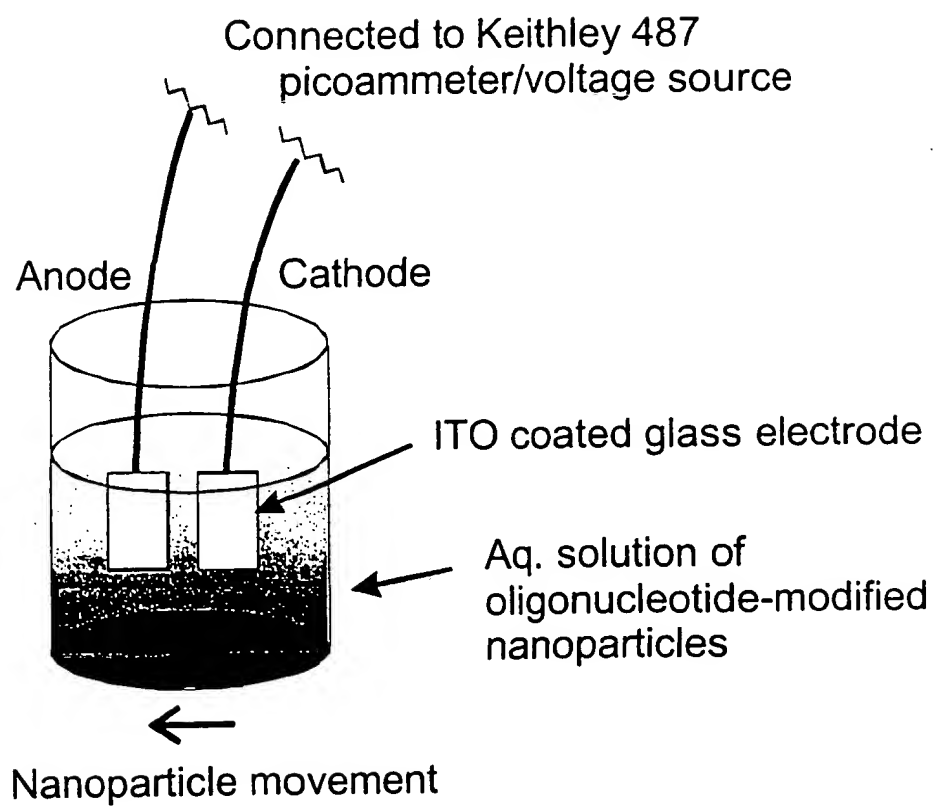 Connected to Keithley 487
picoammeter/voltage source
Anode
Cathode
ITO coated glass electrode
Aq. solution of
oligonucleotide-modified
nanoparticles
Nanoparticle movement